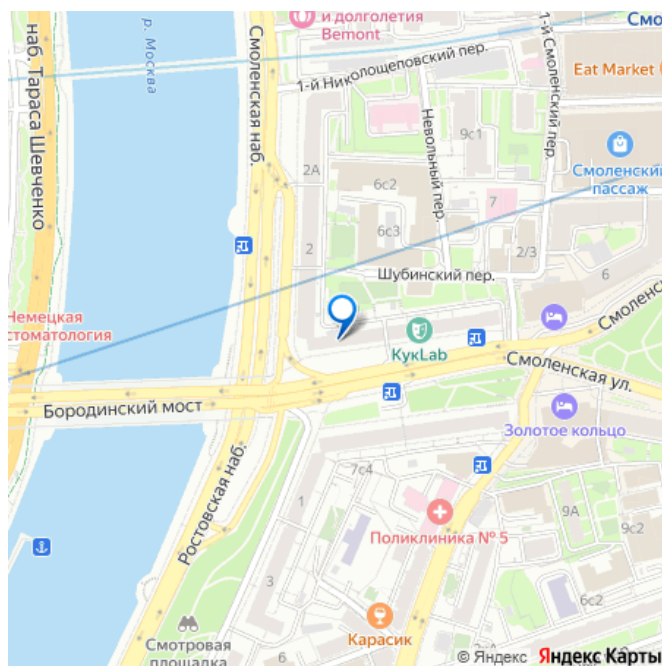 и долголетия
Bemont
1-й Николощеповский пер.
1-й Смоленский пер.
Смо
Eat Market
р. Москва
наб. Тараса Шевченко
Смоленская наб.
Невольный пер.
9с1
2А
6с2
7
Смоленский
пассаж
2
6с3
2/3
6
Шубинский пер.
Немецкая
стоматология
КукLab
Смоленск
Смоленская ул.
Бородинский мост
Золотое кольцо
Ростовская наб.
7с4
1
9А
Поликлиника № 5
9с2
3
6с2
Карасик
Смотровая
площадка
6
© Яндекс Яндекс Карты